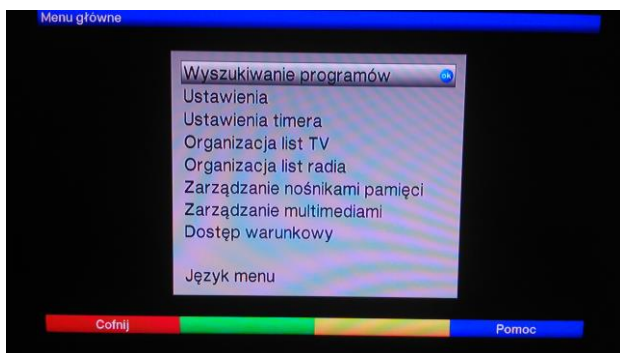 Menu główne
Wyszukiwanie programów ok
Ustawienia
Ustawienia timera
Organizacja list TV
Organizacja list radia
Zarządzanie nośnikami pamięci
Zarządzanie multimediami
Dostęp warunkowy
Język menu
Cofnij Pomoc